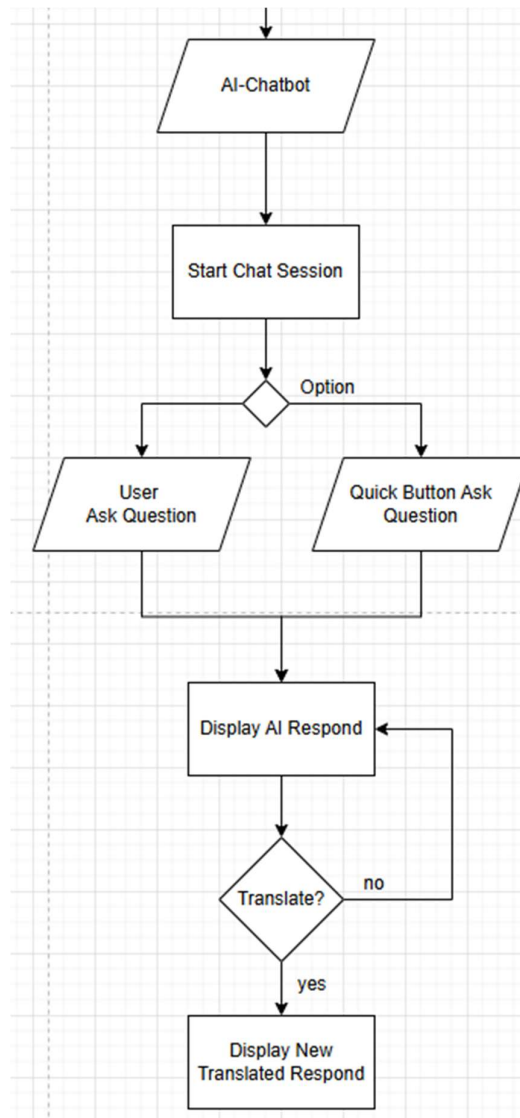 AI-Chatbot
Start Chat Session
Option
User
Ask Question
Quick Button Ask
Question
Display AI Respond
Translate?
no
yes
Display New
Translated Respond